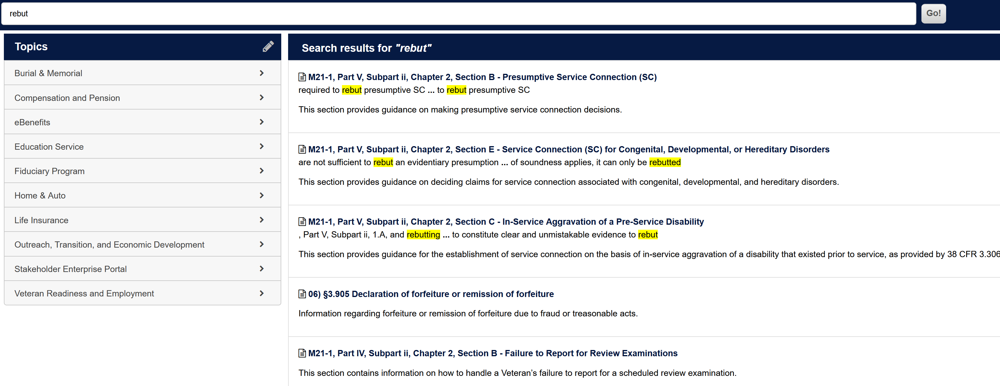 rebut
Go!
Topics
Burial & Memorial
Compensation and Pension
eBenefits
Education Service
Fiduciary Program
Home & Auto
Life Insurance
Outreach, Transition, and Economic Development
Stakeholder Enterprise Portal
Veteran Readiness and Employment
Search results for "rebut"
M21-1, Part V, Subpart ii, Chapter 2, Section B - Presumptive Service Connection (SC)
required to rebut presumptive SC ... to rebut presumptive SC
This section provides guidance on making presumptive service connection decisions.
M21-1, Part V, Subpart ii, Chapter 2, Section E - Service Connection (SC) for Congenital, Developmental, or Hereditary Disorders
are not sufficient to rebut an evidentiary presumption ... of soundness applies, it can only be rebutted
This section provides guidance on deciding claims for service connection associated with congenital, developmental, and hereditary disorders.
M21-1, Part V, Subpart ii, Chapter 2, Section C - In-Service Aggravation of a Pre-Service Disability
, Part V, Subpart ii, 1.A, and rebutting ... to constitute clear and unmistakable evidence to rebut
This section provides guidance for the establishment of service connection on the basis of in-service aggravation of a disability that existed prior to service, as provided by 38 CFR 3.306
06) §3.905 Declaration of forfeiture or remission of forfeiture
Information regarding forfeiture or remission of forfeiture due to fraud or treasonable acts.
M21-1, Part IV, Subpart ii, Chapter 2, Section B - Failure to Report for Review Examinations
This section contains information on how to handle a Veteran’s failure to report for a scheduled review examination.